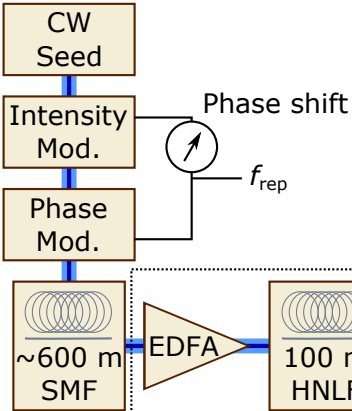 CW
Seed
Intensity
Mod.
Phase shift
f_rep
Phase
Mod.
~600 m
SMF
EDFA
100
HNLF